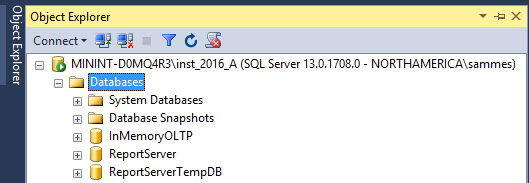 Object Explorer
Object Explorer
Connect
MININT-D0MQ4R3\inst_2016_A (SQL Server 13.0.1708.0 - NORTHAMERICA\sammes)
Databases
System Databases
Database Snapshots
InMemoryOLTP
ReportServer
ReportServerTempDB